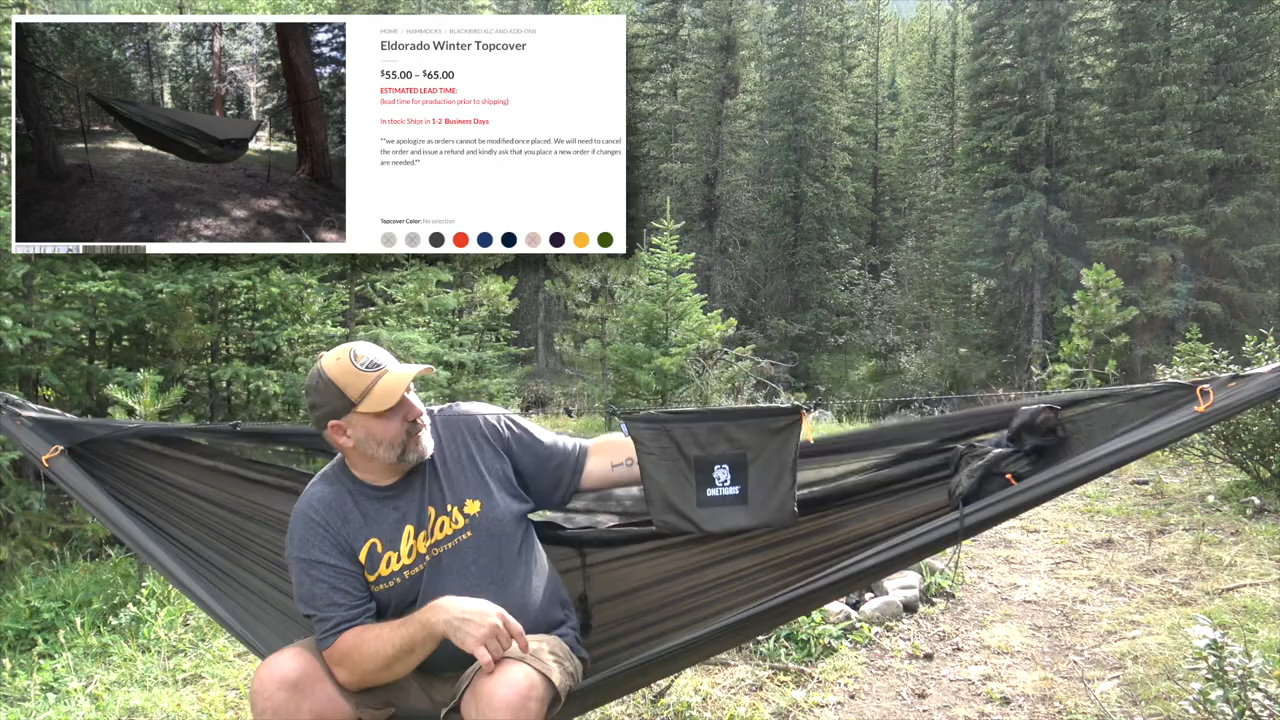 HOME / HAMMOCKS / BLACKBIRD XLC AND ADD-ONS
Eldorado Winter Topcover
$55.00 – $65.00
ESTIMATED LEAD TIME:
(lead time for production prior to shipping)
In stock: Ships in 1-2 Business Days
**we apologize as orders cannot be modified once placed. We will need to cancel
the order and issue a refund and kindly ask that you place a new order if changes
are needed.**
Topcover Color: No selection
ONETIGRIS
Cabela's
WORLD'S FOREMOST OUTFITTER